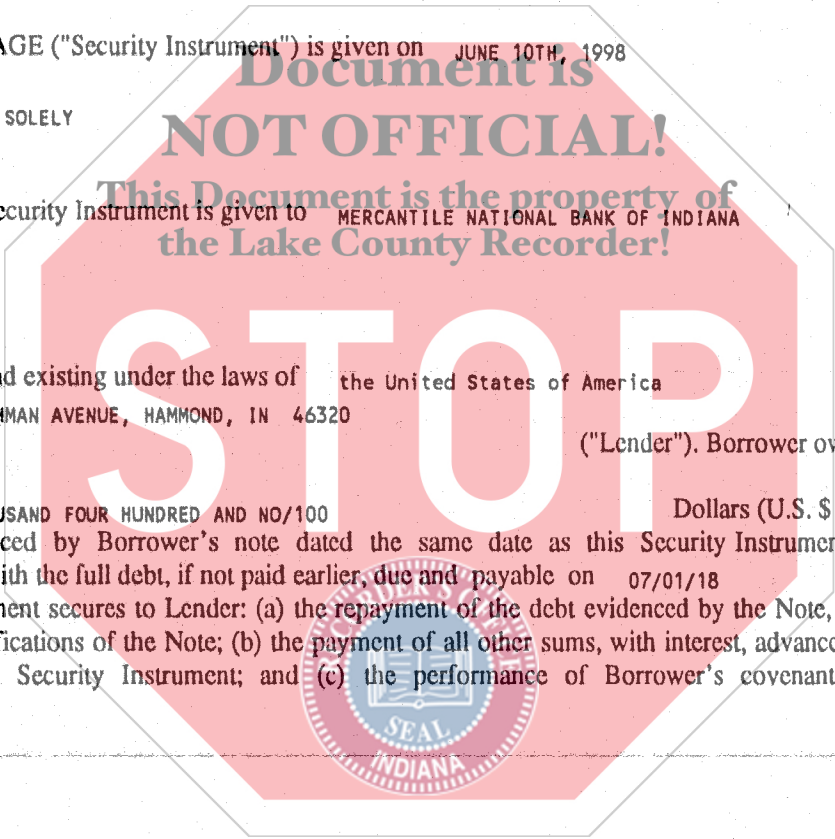 AGE ("Security Instrument") is given on JUNE 10TH, 1998
Document is
SOLELY
NOT OFFICIAL!
This Document is the property of
ecurity Instrument is given to MERCANTILE NATIONAL BANK OF INDIANA
the Lake County Recorder!
STOP
d existing under the laws of the United States of America
MAN AVENUE, HAMMOND, IN 46320
("Lender"). Borrower ow
USAND FOUR HUNDRED AND NO/100 Dollars (U.S. $
ced by Borrower's note dated the same date as this Security Instrumen
ith the full debt, if not paid earlier, due and payable on 07/01/18
ment secures to Lender: (a) the repayment of the debt evidenced by the Note,
fications of the Note; (b) the payment of all other sums, with interest, advance
Security Instrument; and (c) the performance of Borrower's covenant
RECORDER'S OFFICE
SEAL
INDIANA